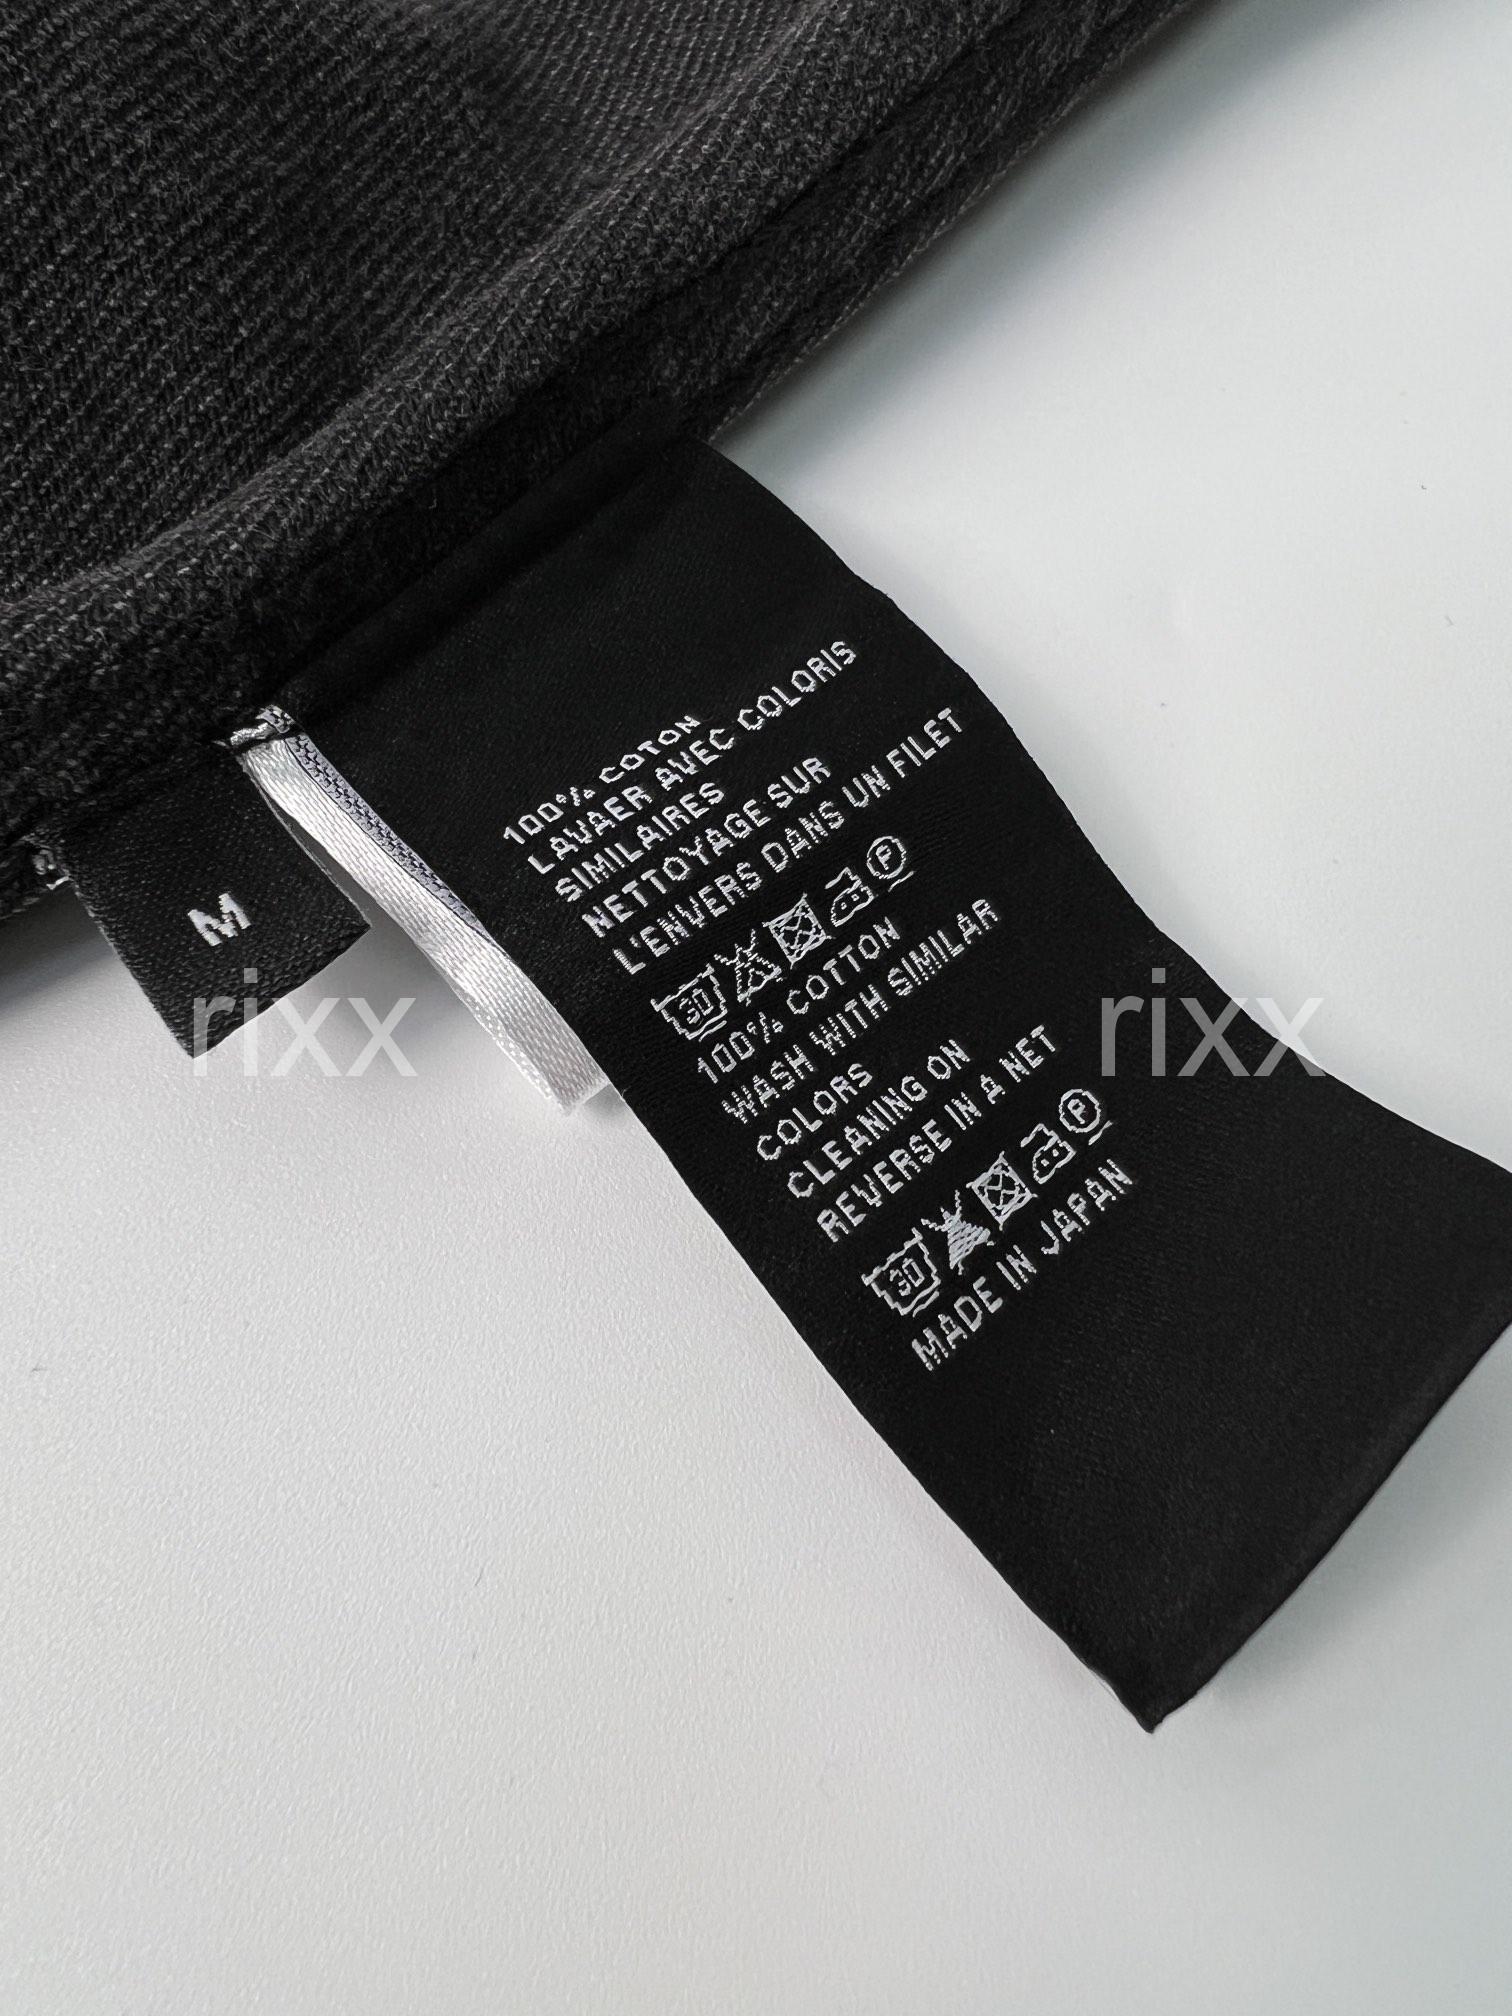 100% COTON
LAVAER AVEC COLORIS
SIMILAIRES
NETTOYAGE SUR
L'ENVERS DANS UN FILET
30 P
100% COTTON
WASH WITH SIMILAR
COLORS
CLEANING ON
REVERSE IN A NET
30 P
MADE IN JAPAN
M
rixx
rixx